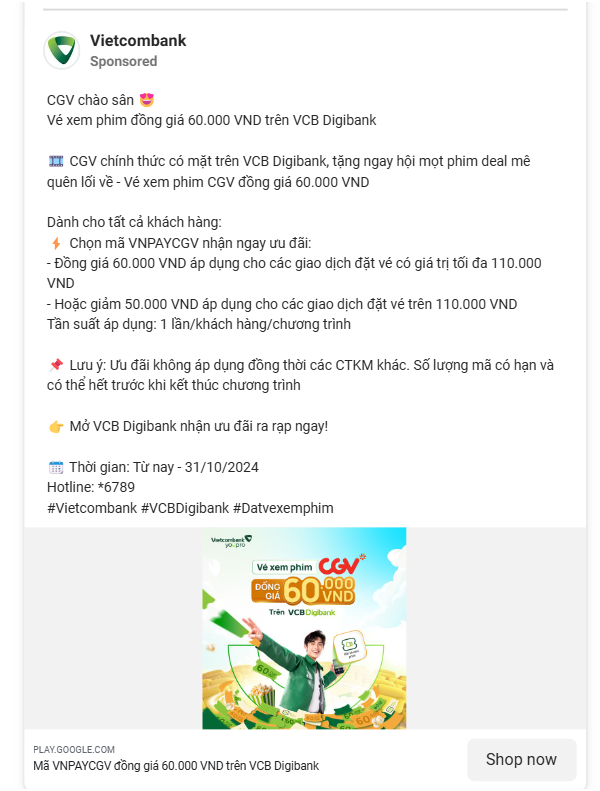 Vietcombank
Sponsored
CGV chào sân 😍
Vé xem phim đồng giá 60.000 VND trên VCB Digibank
🎞️ CGV chính thức có mặt trên VCB Digibank, tặng ngay hội mọt phim deal mê
quên lối về - Vé xem phim CGV đồng giá 60.000 VND
Dành cho tất cả khách hàng:
⚡ Chọn mã VNPAYCGV nhận ngay ưu đãi:
- Đồng giá 60.000 VND áp dụng cho các giao dịch đặt vé có giá trị tối đa 110.000
VND
- Hoặc giảm 50.000 VND áp dụng cho các giao dịch đặt vé trên 110.000 VND
Tần suất áp dụng: 1 lần/khách hàng/chương trình
📌 Lưu ý: Ưu đãi không áp dụng đồng thời các CTKM khác. Số lượng mã có hạn và
có thể hết trước khi kết thúc chương trình
👉 Mở VCB Digibank nhận ưu đãi ra rạp ngay!
🗓️ Thời gian: Từ nay - 31/10/2024
Hotline: *6789
#Vietcombank #VCBDigibank #Datvexemphim
Vietcombank
Vé xem phim CGV
ĐỒNG GIÁ 60.000 VND
Trên VCB Digibank
PLAY.GOOGLE.COM
Mã VNPAYCGV đồng giá 60.000 VND trên VCB Digibank
Shop now